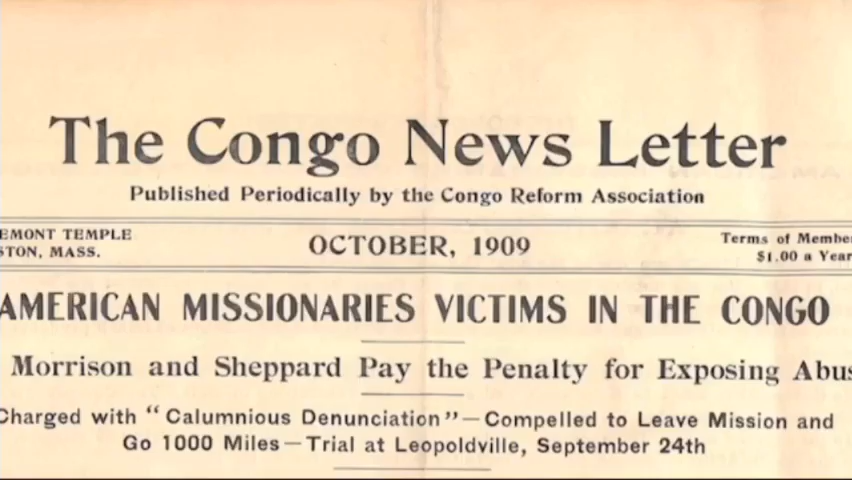 The Congo News Letter
Published Periodically by the Congo Reform Association
EMONT TEMPLE
STON, MASS.
OCTOBER, 1909
Terms of Member
$1.00 a Year
AMERICAN MISSIONARIES VICTIMS IN THE CONGO
Morrison and Sheppard Pay the Penalty for Exposing Abus
Charged with "Calumnious Denunciation"—Compelled to Leave Mission and
Go 1000 Miles—Trial at Leopoldville, September 24th